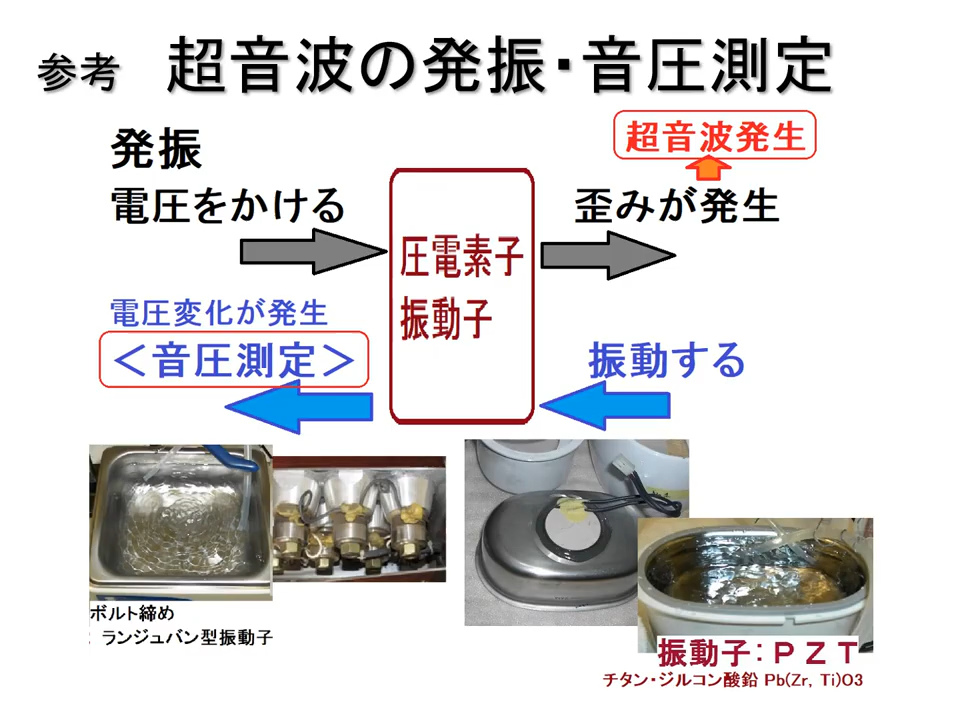 参考 超音波の発振・音圧測定
超音波発生
発振
電圧をかける
歪みが発生
圧電素子
振動子
電圧変化が発生
＜音圧測定＞
振動する
ボルト締め
ランジュバン型振動子
振動子：ＰＺＴ
チタン・ジルコン酸鉛 Pb(Zr, Ti)O3